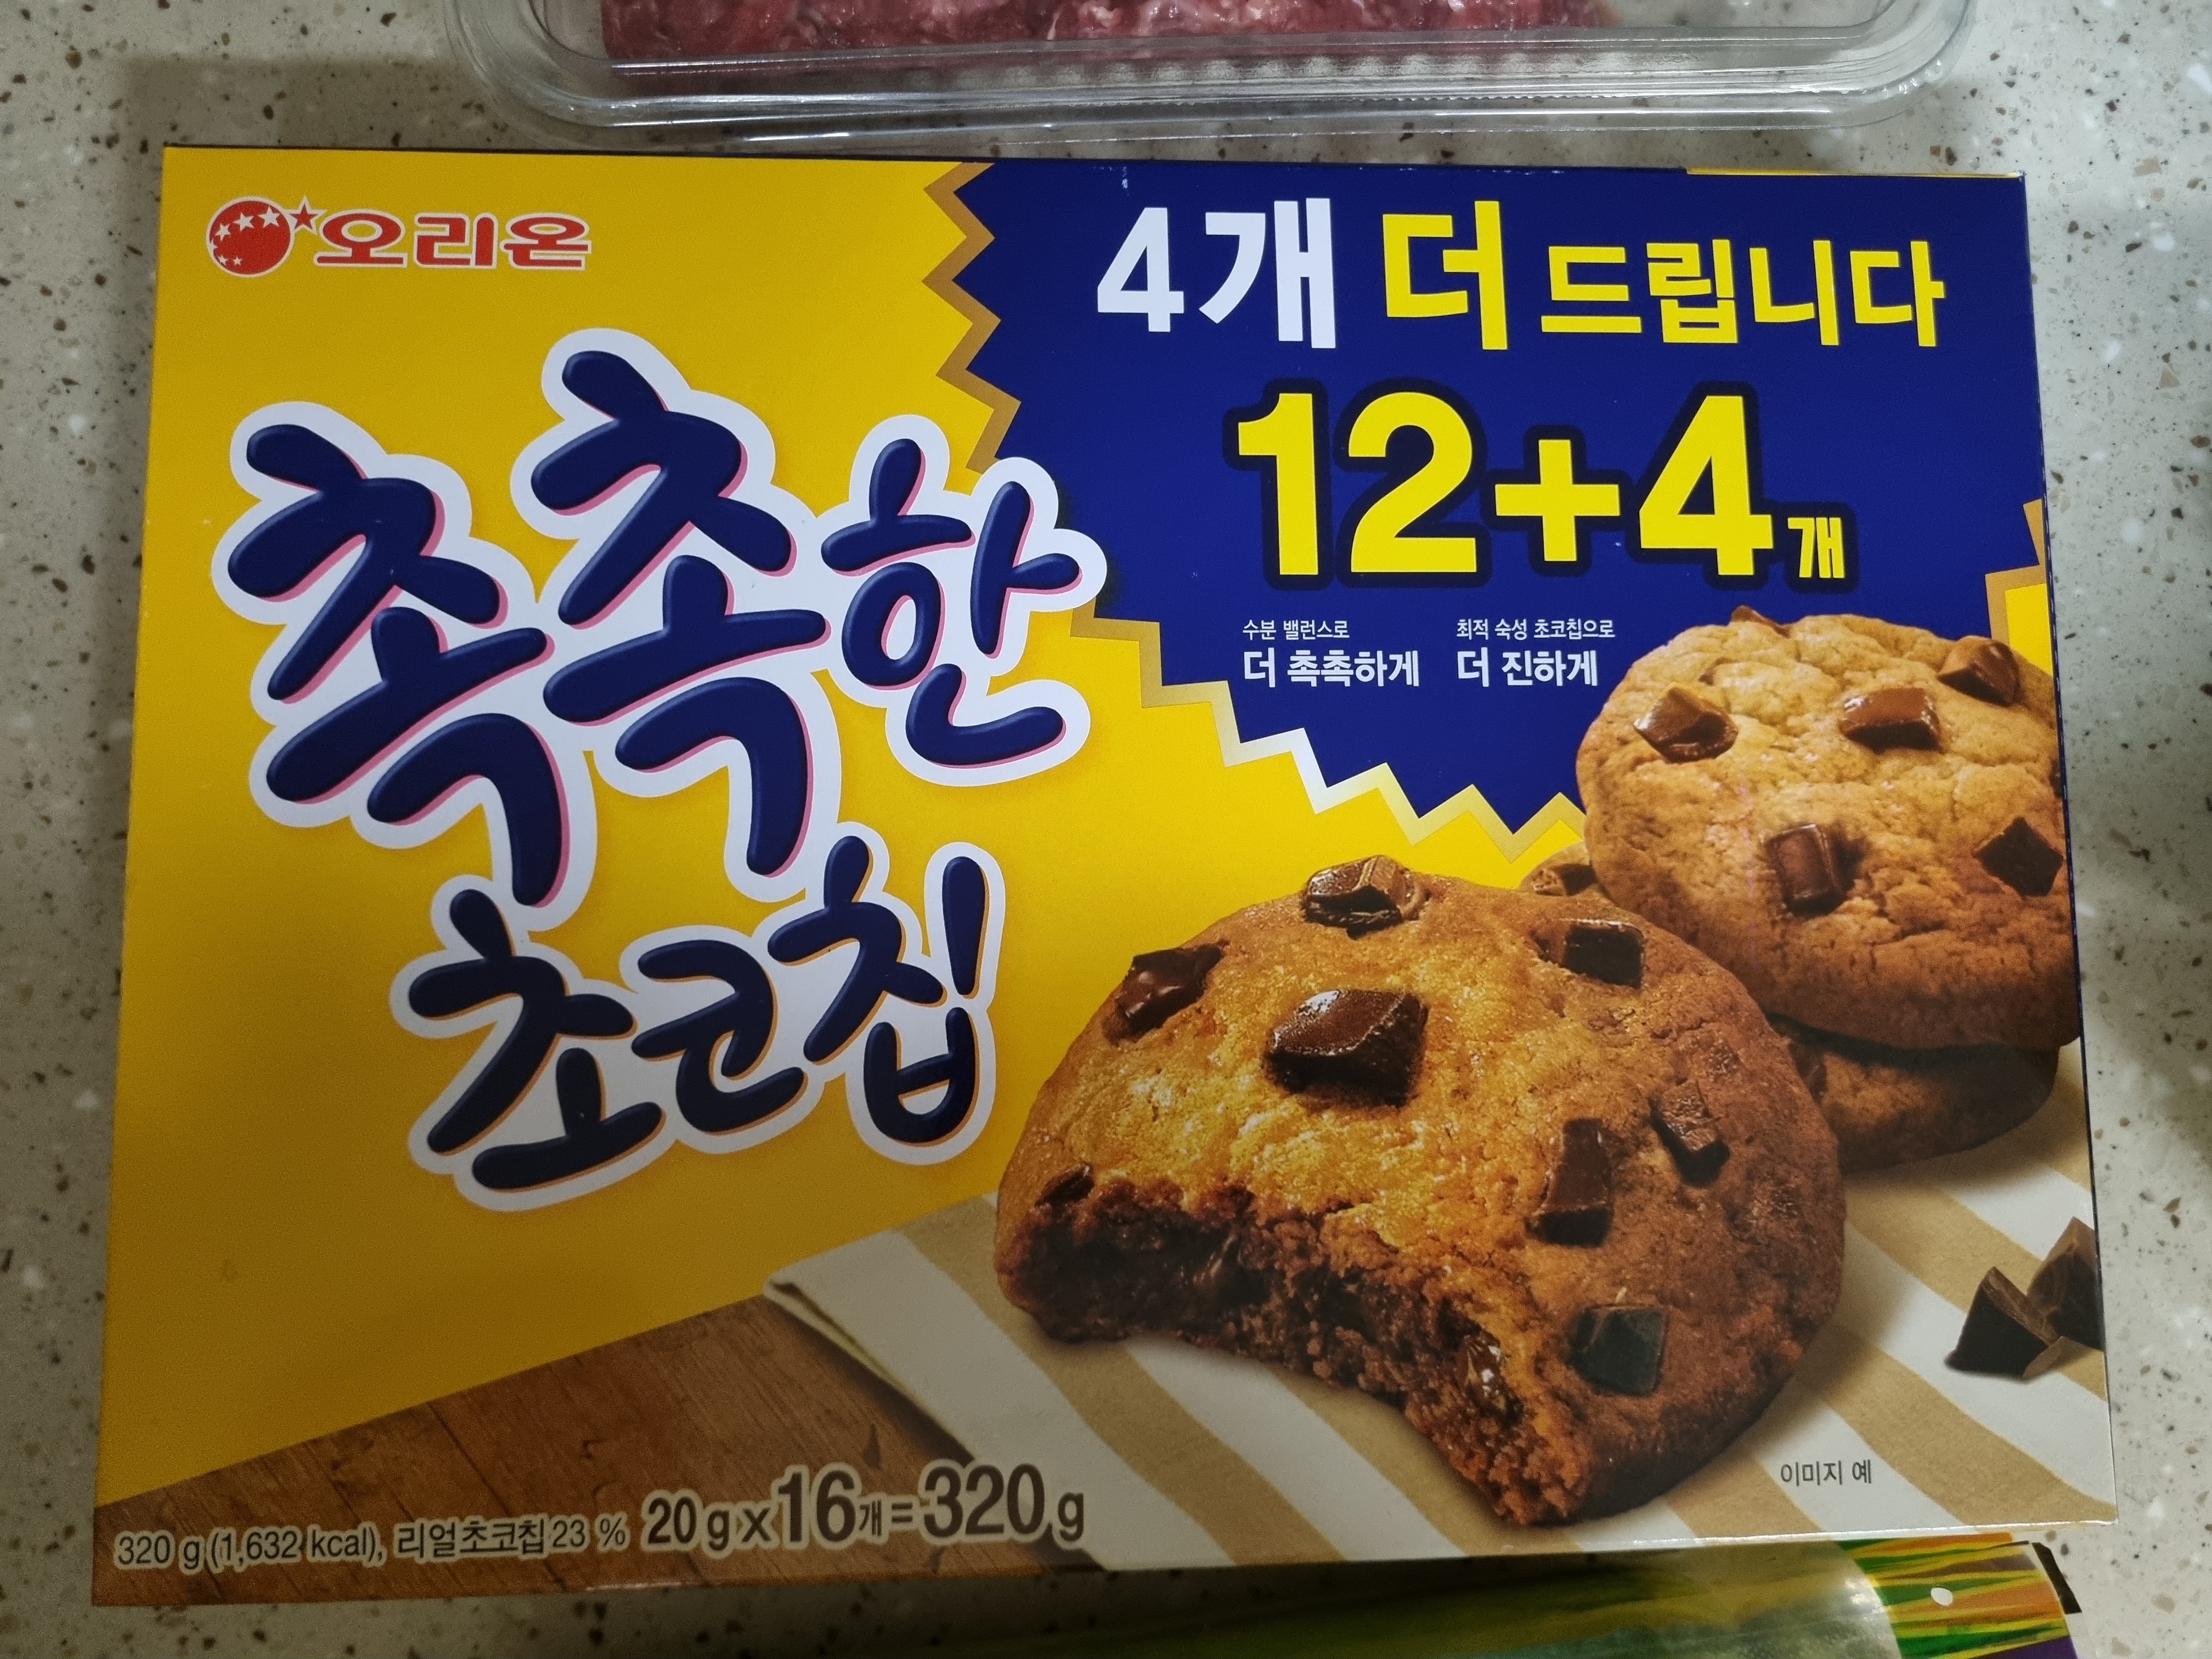 오리온
4개 더 드립니다
12+4개
수분 밸런스로
더 촉촉하게
최적 숙성 초코칩으로
더 진하게
촉촉한
초코칩
이미지 예
320 g (1,632 kcal), 리얼초코칩 23 % 20 g x 16개 = 320 g